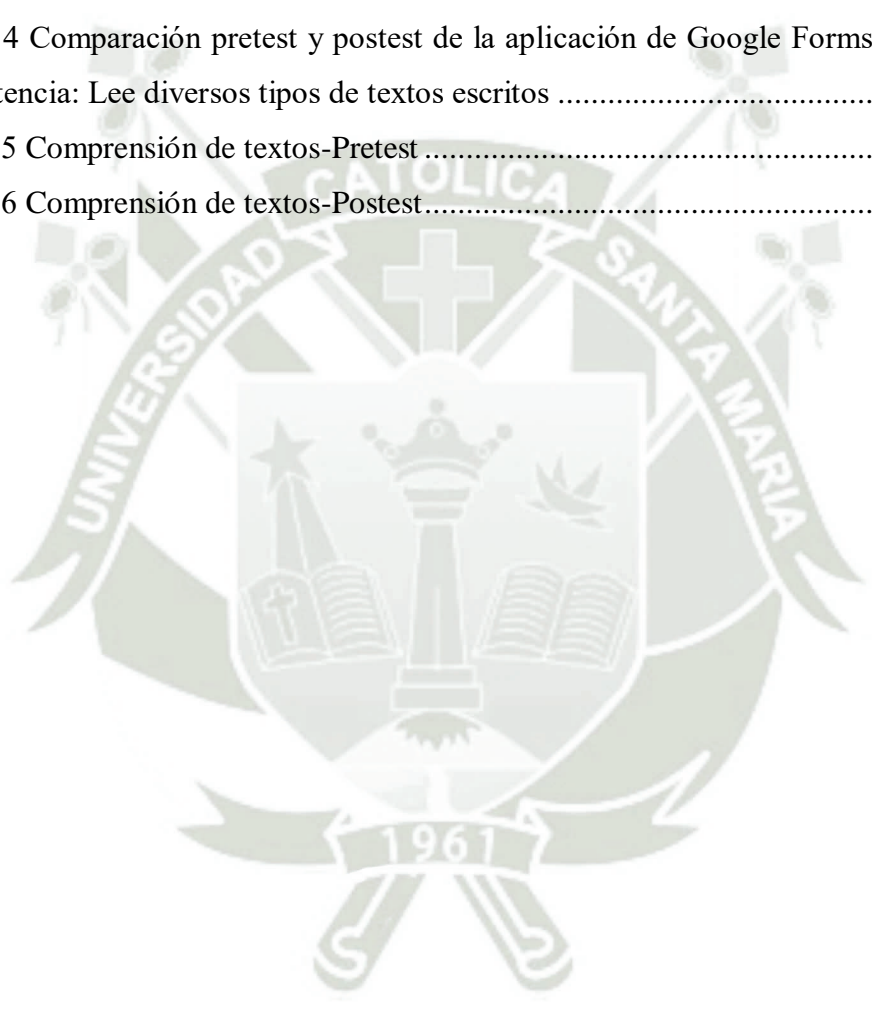 4 Comparación pretest y postest de la aplicación de Google Forms
tencia: Lee diversos tipos de textos escritos ....................................
5 Comprensión de textos-Pretest ......................................................
6 Comprensión de textos-Postest......................................................
UNIVERSIDAD CATOLICA SANTA MARIA
1961